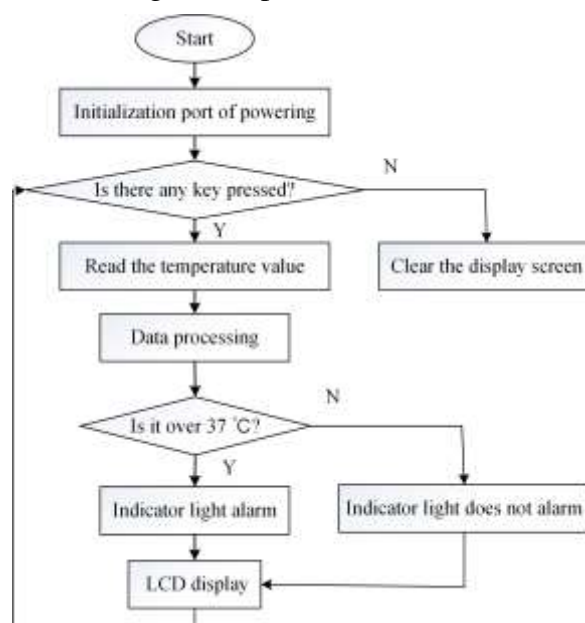 Start
Initialization port of powering
Is there any key pressed?
N
Y
Read the temperature value
Clear the display screen
Data processing
N
Is it over 37 ℃?
Y
Indicator light alarm
Indicator light does not alarm
LCD display